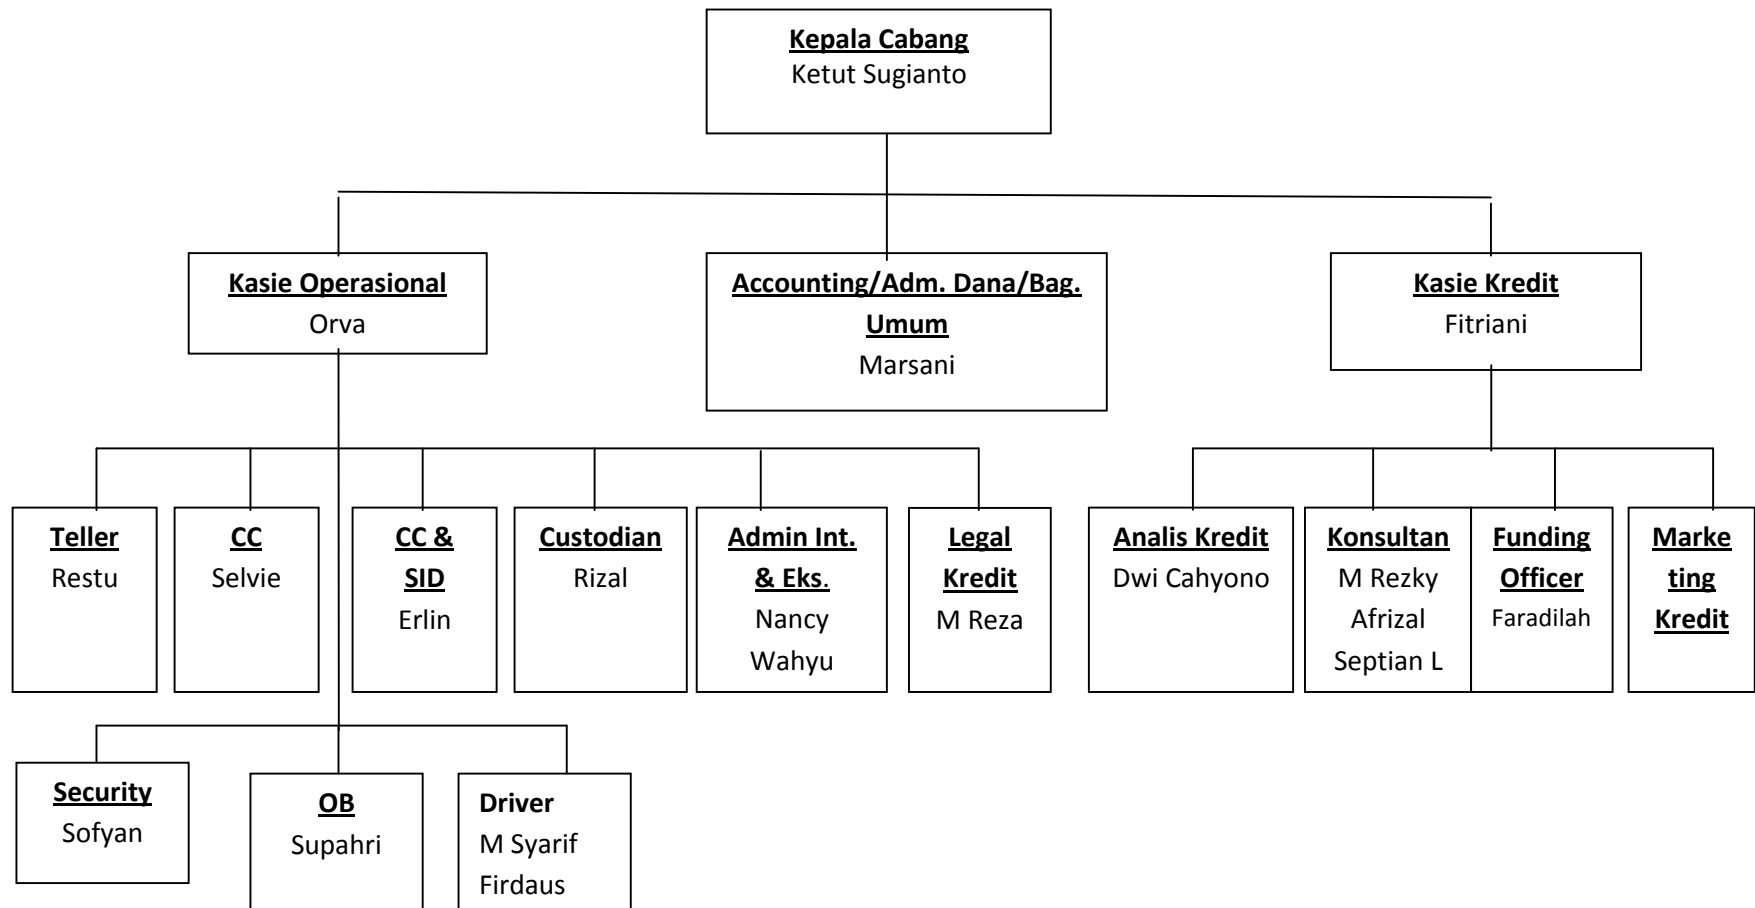 Kepala Cabang
Ketut Sugianto
Kasie Operasional
Orva
Accounting/Adm. Dana/Bag.
Umum
Marsani
Kasie Kredit
Fitriani
Teller
Restu
CC
Selvie
CC &
SID
Erlin
Custodian
Rizal
Admin Int.
& Eks.
Nancy
Wahyu
Legal
Kredit
M Reza
Analis Kredit
Dwi Cahyono
Konsultan
M Rezky
Afrizal
Septian L
Funding
Officer
Faradilah
Marke
ting
Kredit
Security
Sofyan
OB
Supahri
Driver
M Syarif
Firdaus